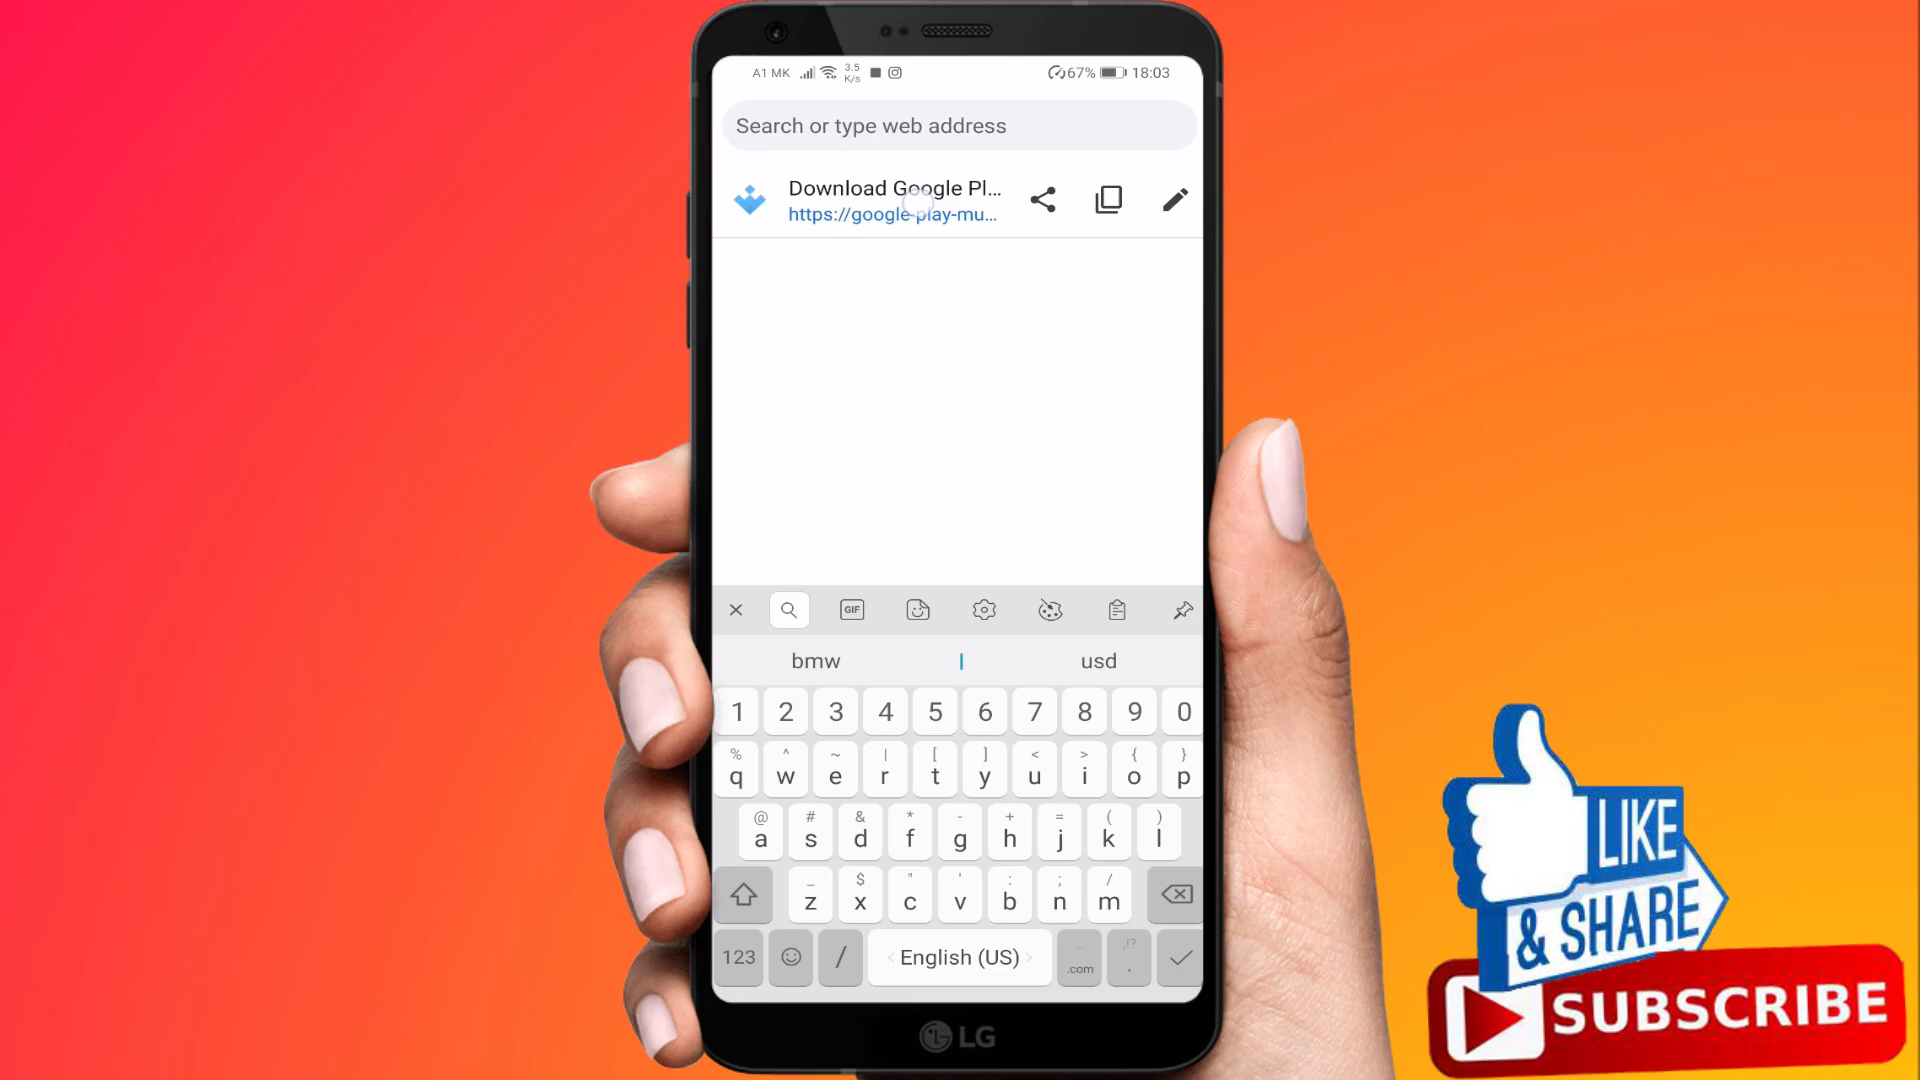 A1 MK 3.5 K/s 67% 18:03
Search or type web address
Download Google Pl...
https://google-play-mu...
GIF
bmw usd
1 2 3 4 5 6 7 8 9 0
% ^ ~ | [ ] < > { }
q w e r t y u i o p
@ # & * - + = ( )
a s d f g h j k l
_ $ " ' : ; /
z x c v b n m
,!?
123 / English (US) .com .
LG
LIKE
& SHARE
SUBSCRIBE